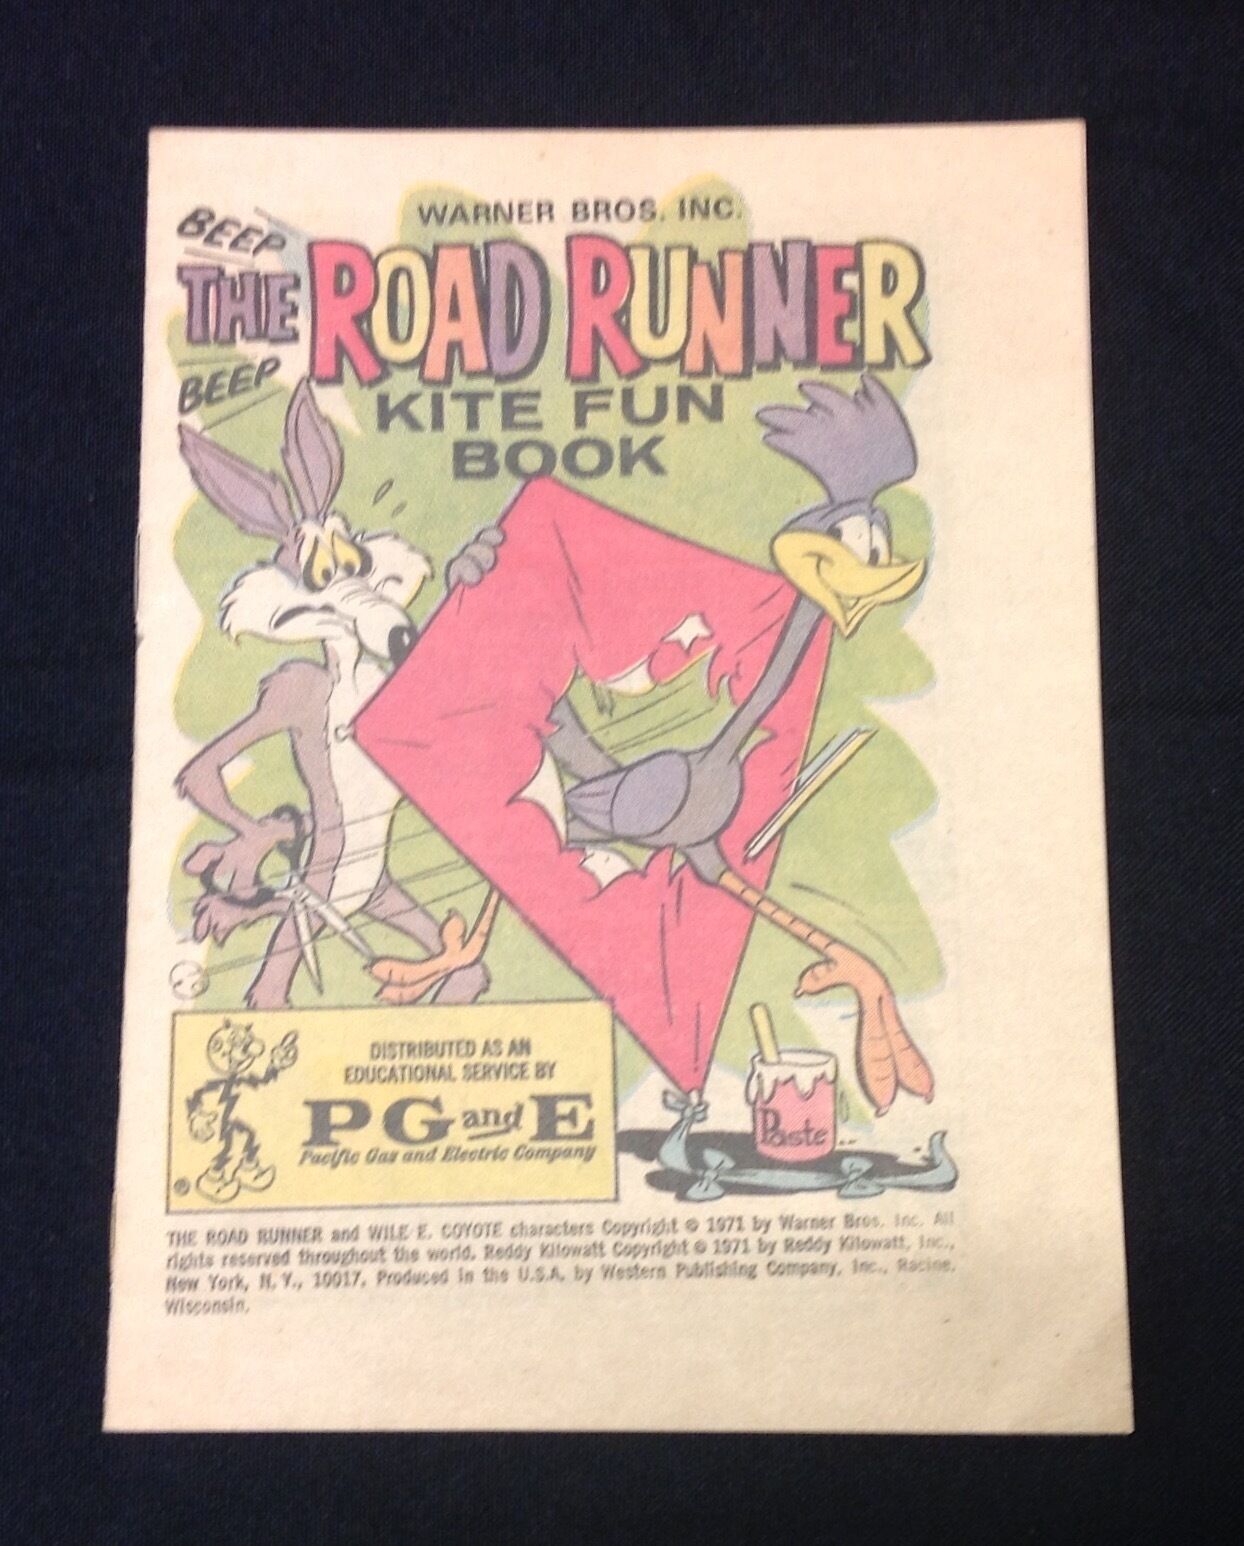 WARNER BROS. INC.
BEEP
THE ROAD RUNNER
BEEP
KITE FUN
BOOK
DISTRIBUTED AS AN
EDUCATIONAL SERVICE BY
PG and E
Pacific Gas and Electric Company
®
Paste
THE ROAD RUNNER and WILE E. COYOTE characters Copyright © 1971 by Warner Bros. Inc. All
rights reserved throughout the world. Reddy Kilowatt Copyright © 1971 by Reddy Kilowatt, Inc.,
New York, N. Y., 10017. Produced in the U.S.A. by Western Publishing Company, Inc., Racine,
Wisconsin.